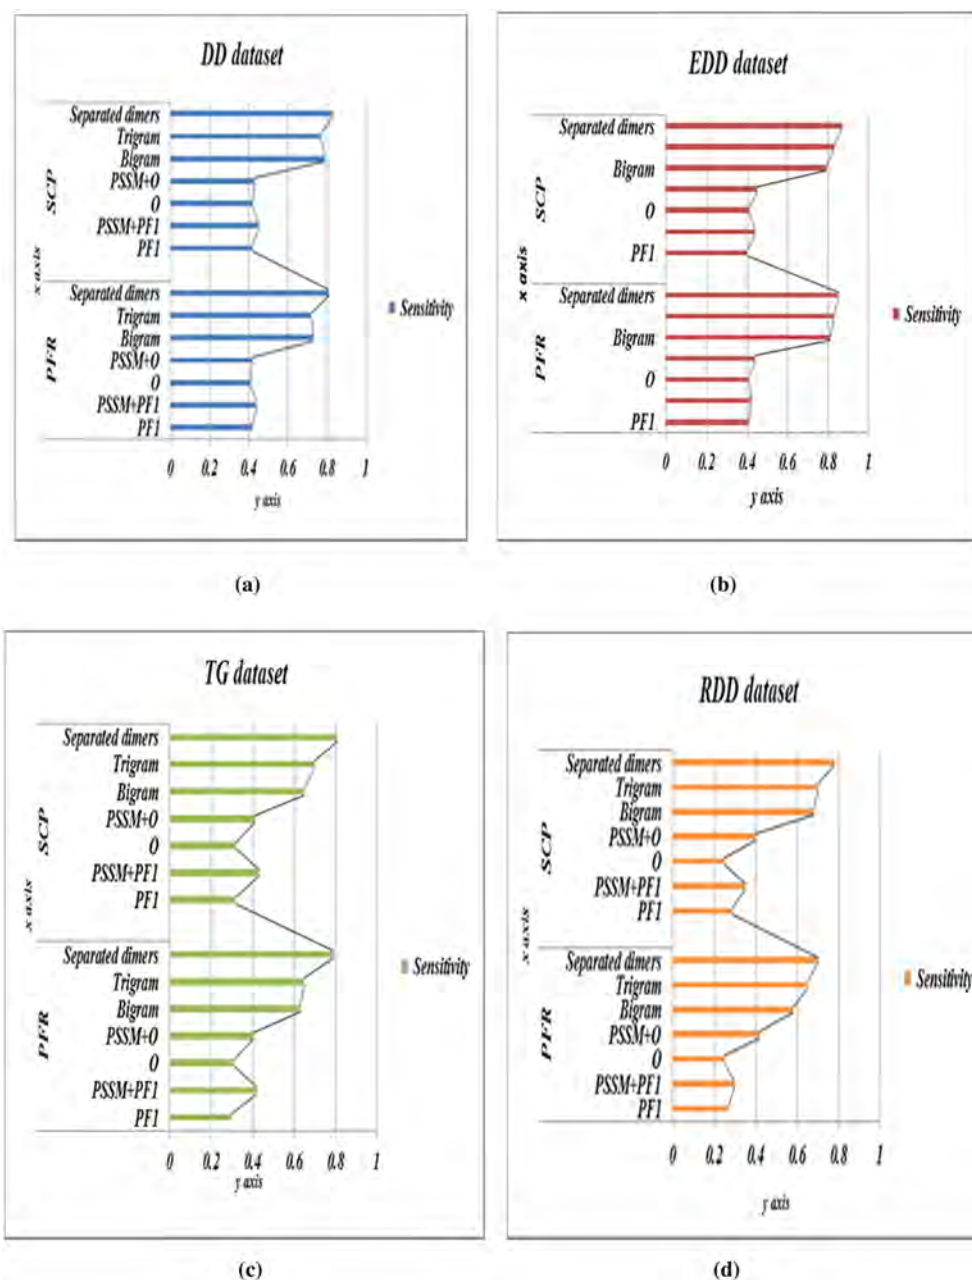 DD dataset
SCP
Separated dimers
Trigram
Bigram
PSSM+O
O
PSSM+PF1
PF1
x axis
PFR
Separated dimers
Trigram
Bigram
PSSM+O
O
PSSM+PF1
PF1
0 0.2 0.4 0.6 0.8 1
y axis
Sensitivity
(a)
EDD dataset
SCP
Separated dimers
Bigram
O
PF1
x axis
PFR
Separated dimers
Bigram
O
PF1
0 0.2 0.4 0.6 0.8 1
y axis
Sensitivity
(b)
TG dataset
SCP
Separated dimers
Trigram
Bigram
PSSM+O
O
PSSM+PF1
PF1
x axis
PFR
Separated dimers
Trigram
Bigram
PSSM+O
O
PSSM+PF1
PF1
0 0.2 0.4 0.6 0.8 1
y axis
Sensitivity
(c)
RDD dataset
SCP
Separated dimers
Trigram
Bigram
PSSM+O
O
PSSM+PF1
PF1
x axis
PFR
Separated dimers
Trigram
Bigram
PSSM+O
O
PSSM+PF1
PF1
0 0.2 0.4 0.6 0.8 1
y axis
Sensitivity
(d)